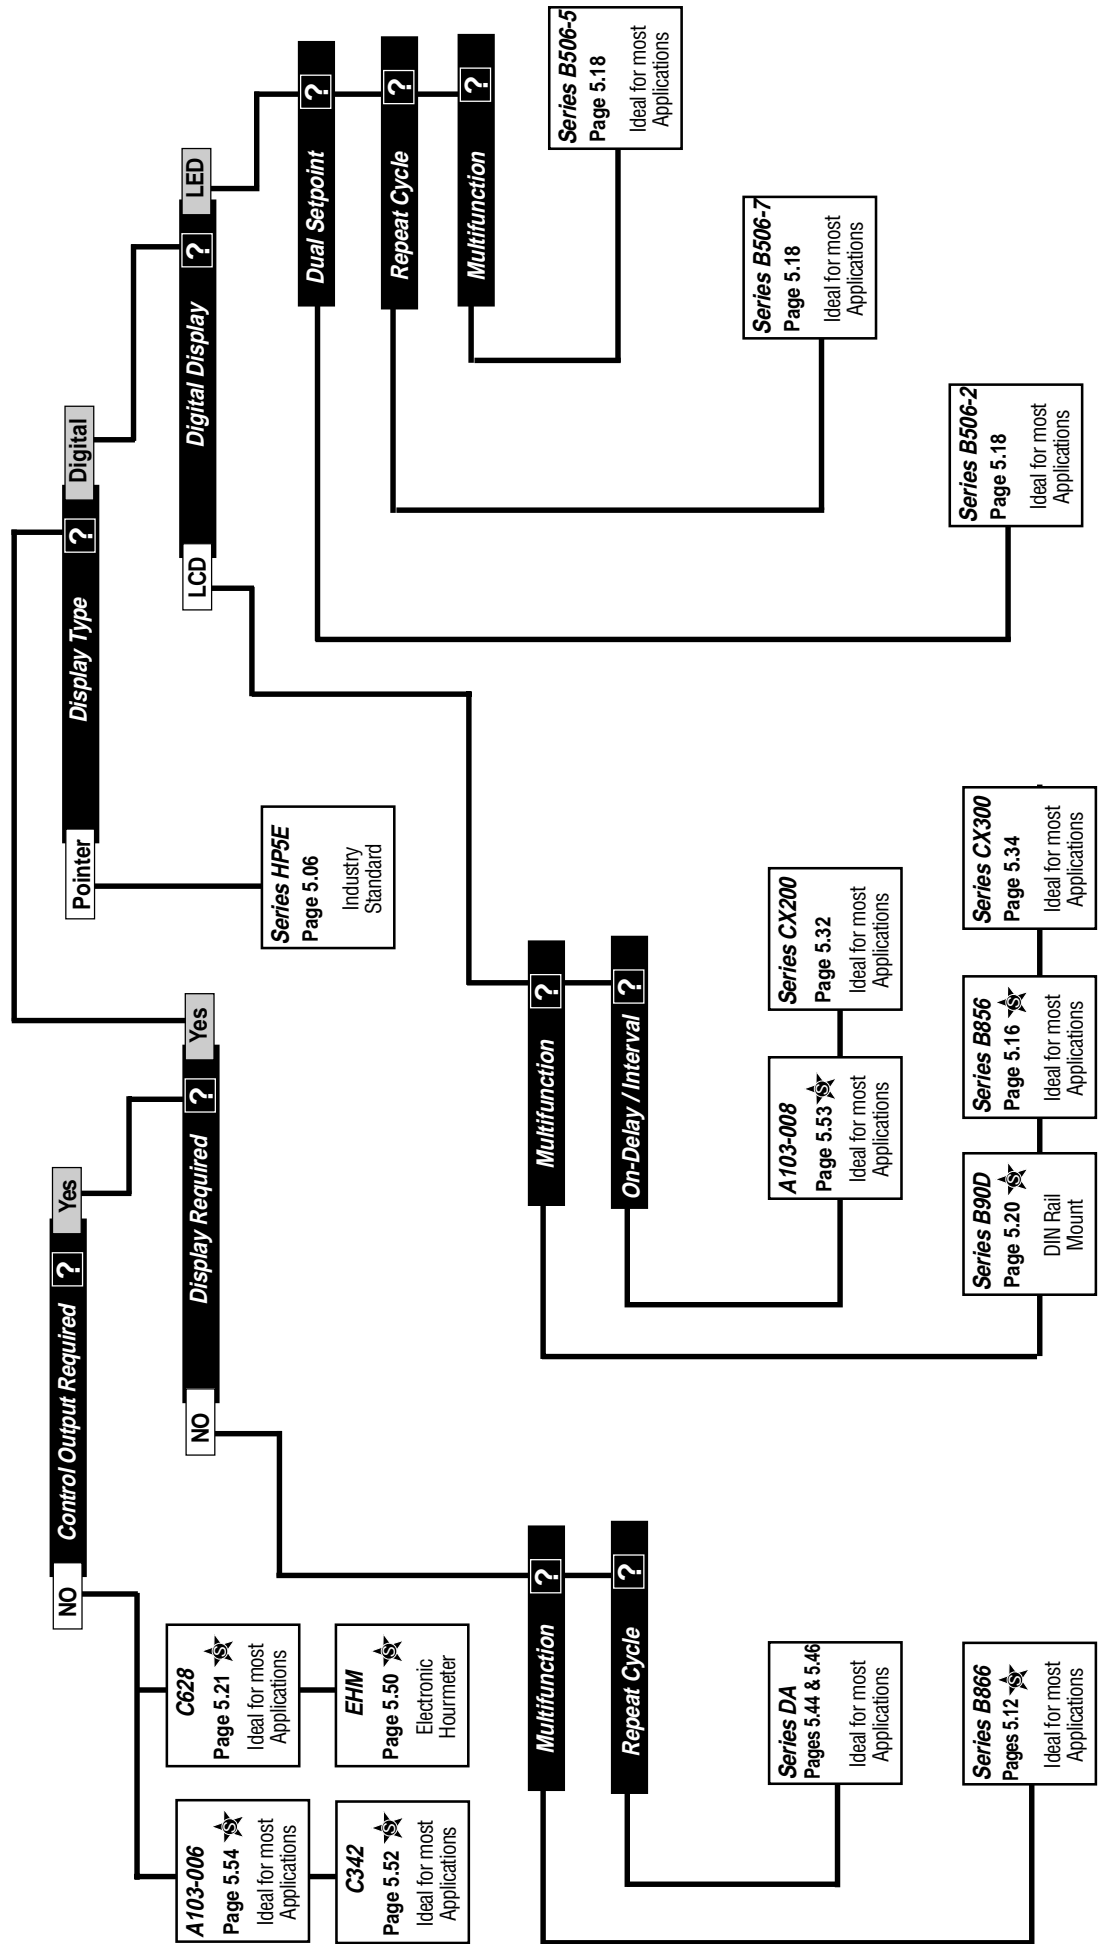 Control Output Required ?
NO
Yes
A103-006
Page 5.54
Ideal for most
Applications
C342
Page 5.52
Ideal for most
Applications
C628
Page 5.21
Ideal for most
Applications
EHM
Page 5.50
Electronic
Hourmeter
Display Required ?
NO
Yes
Multifunction ?
Repeat Cycle ?
Series DA
Pages 5.44 & 5.46
Ideal for most
Applications
Series B866
Pages 5.12
Ideal for most
Applications
Display Type ?
Pointer
Digital
Series HP5E
Page 5.06
Industry
Standard
Digital Display ?
LCD
LED
Multifunction ?
On-Delay / Interval ?
A103-008
Page 5.53
Ideal for most
Applications
Series CX200
Page 5.32
Ideal for most
Applications
Series B90D
Page 5.20
DIN Rail
Mount
Series B856
Page 5.16
Ideal for most
Applications
Series CX300
Page 5.34
Ideal for most
Applications
Dual Setpoint ?
Repeat Cycle ?
Multifunction ?
Series B506-5
Page 5.18
Ideal for most
Applications
Series B506-7
Page 5.18
Ideal for most
Applications
Series B506-2
Page 5.18
Ideal for most
Applications
S
S
S
S
S
S
S
S